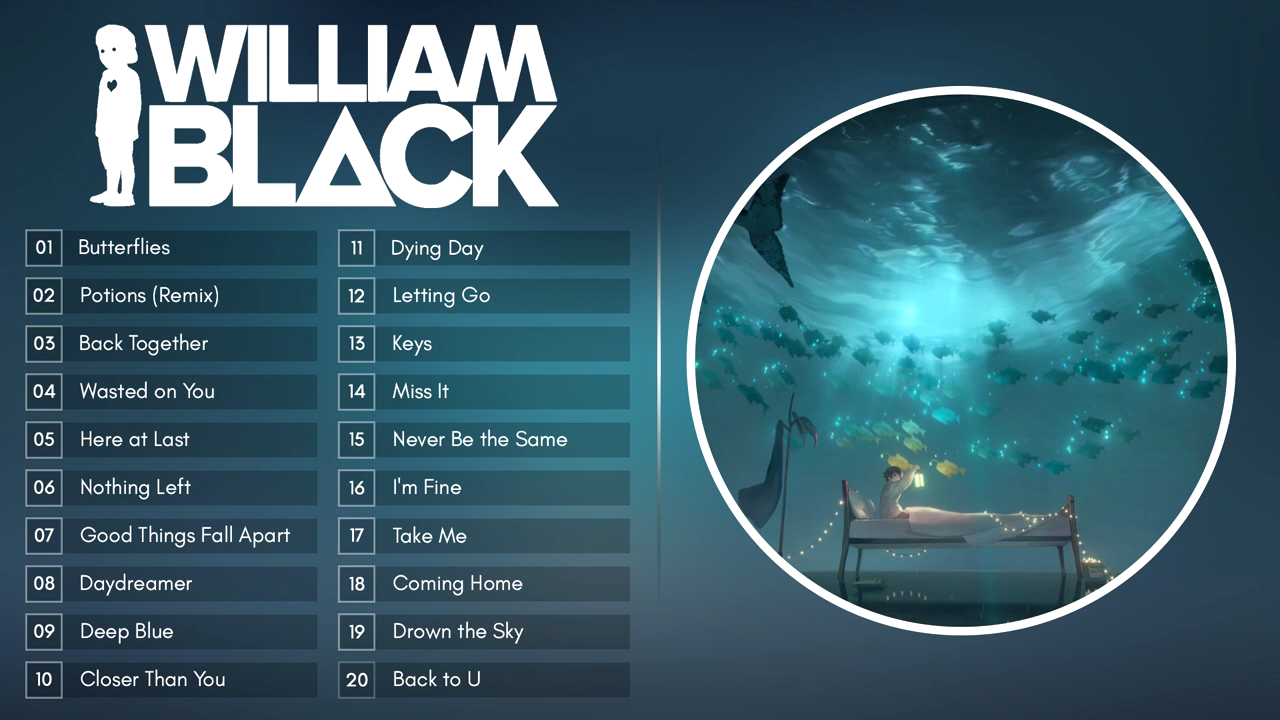 WILLIAM
BLACK
01 Butterflies
02 Potions (Remix)
03 Back Together
04 Wasted on You
05 Here at Last
06 Nothing Left
07 Good Things Fall Apart
08 Daydreamer
09 Deep Blue
10 Closer Than You
11 Dying Day
12 Letting Go
13 Keys
14 Miss It
15 Never Be the Same
16 I'm Fine
17 Take Me
18 Coming Home
19 Drown the Sky
20 Back to U